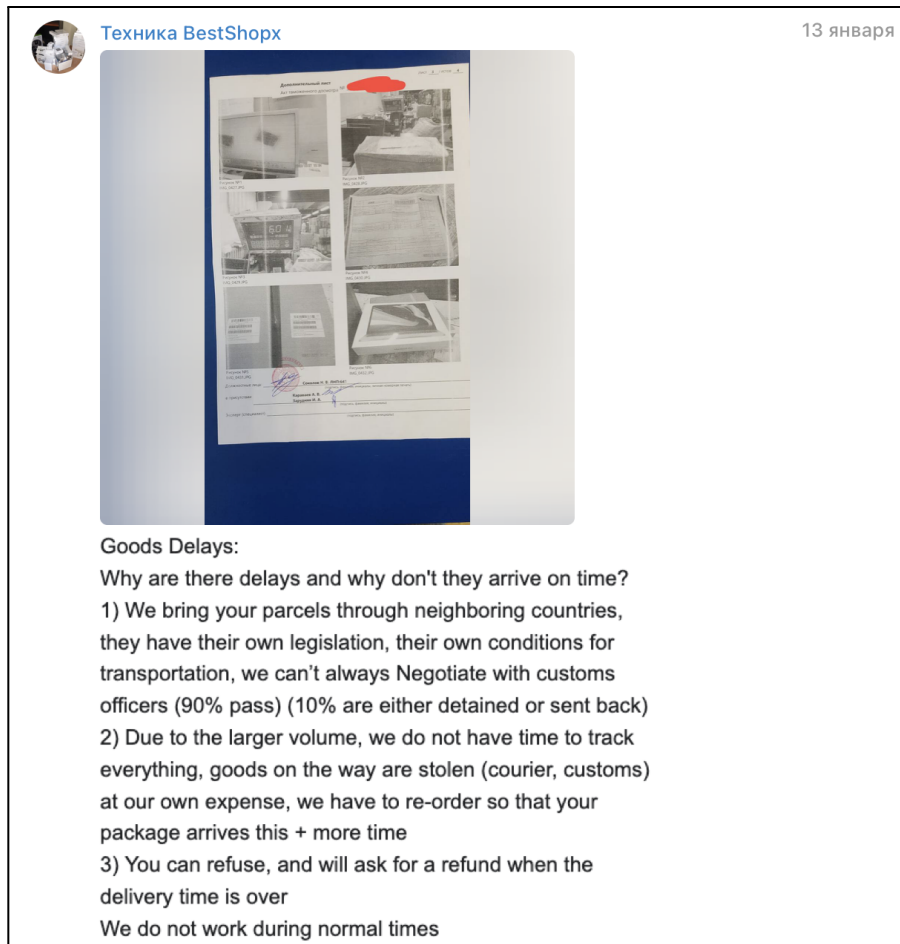 Техника BestShopx
13 января
Дополнительный лист
Goods Delays:
Why are there delays and why don't they arrive on time?
1) We bring your parcels through neighboring countries,
they have their own legislation, their own conditions for
transportation, we can’t always Negotiate with customs
officers (90% pass) (10% are either detained or sent back)
2) Due to the larger volume, we do not have time to track
everything, goods on the way are stolen (courier, customs)
at our own expense, we have to re-order so that your
package arrives this + more time
3) You can refuse, and will ask for a refund when the
delivery time is over
We do not work during normal times